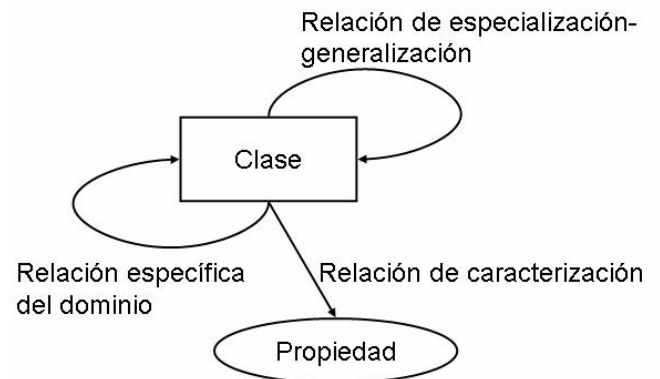 Relación de especialización-
generalización
Clase
Relación específica
del dominio
Relación de caracterización
Propiedad